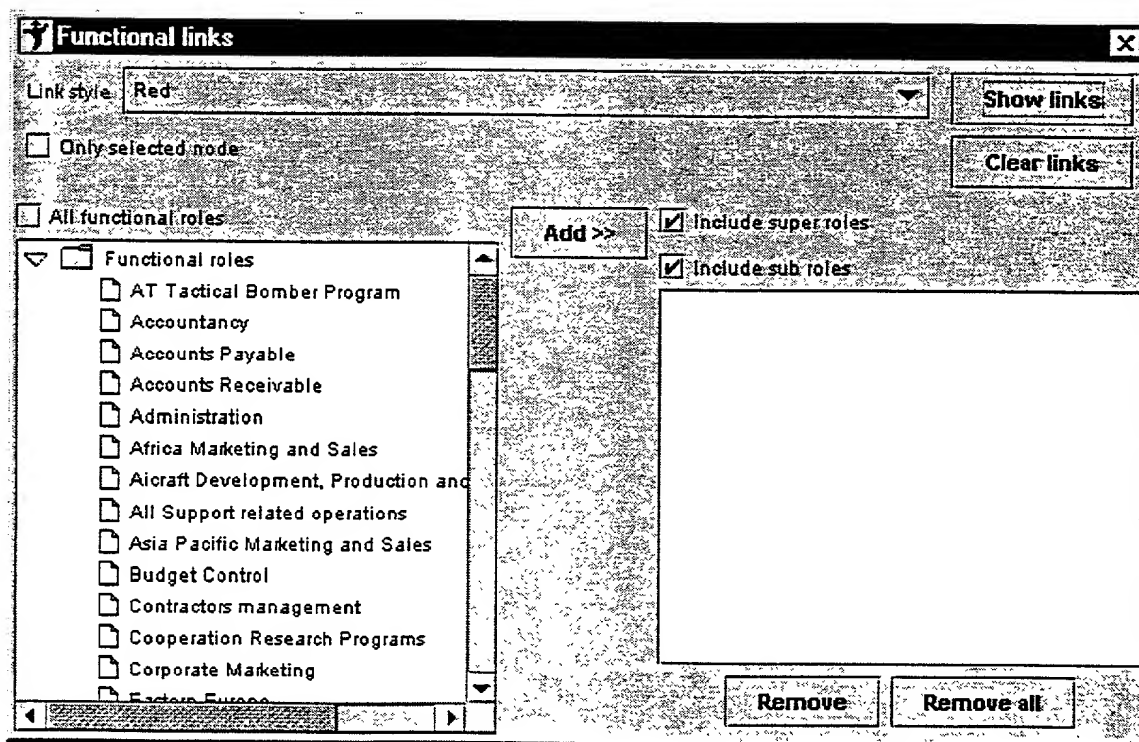 Functional links
Link style Red
Show links
Only selected node
Clear links
All functional roles
Add >>
Include super roles
Include sub roles
Functional roles
AT Tactical Bomber Program
Accountancy
Accounts Payable
Accounts Receivable
Administration
Africa Marketing and Sales
Aicraft Development, Production and
All Support related operations
Asia Pacific Marketing and Sales
Budget Control
Contractors management
Cooperation Research Programs
Corporate Marketing
Eastern Europe
Remove
Remove all